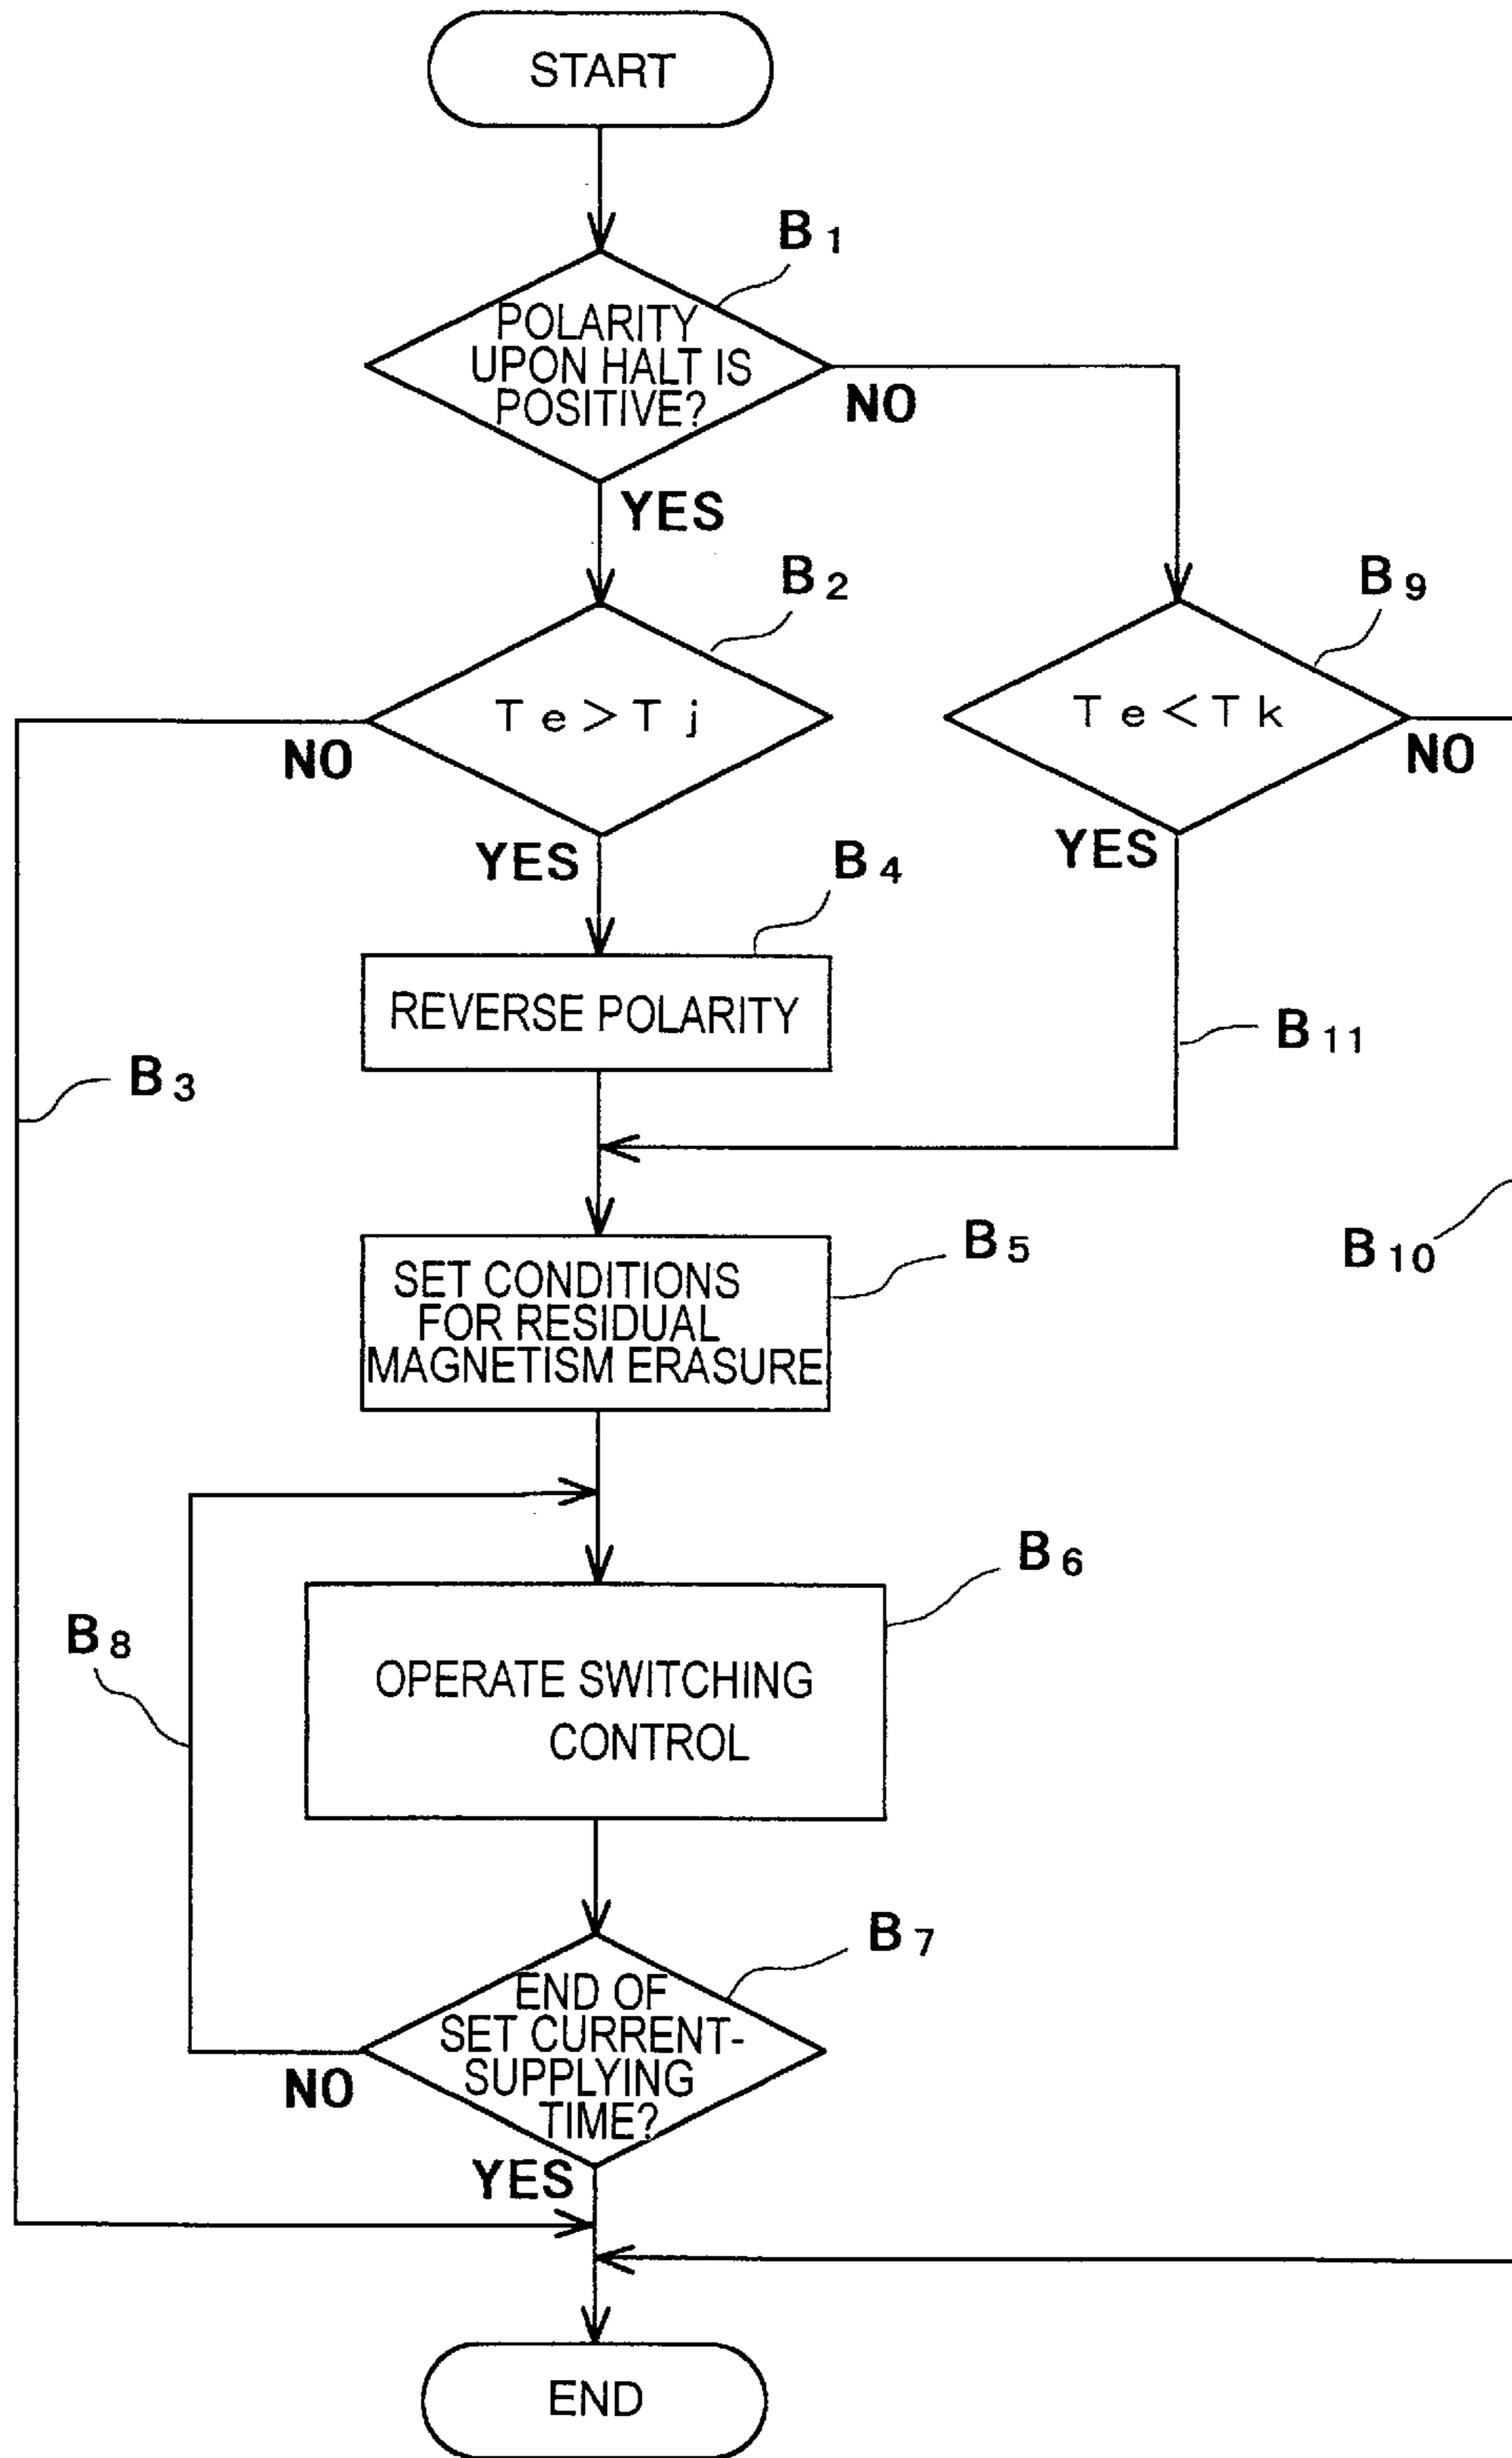 START
B1
POLARITY
UPON HALT IS
POSITIVE?
NO
YES
B2
B9
Te>Tj
Te<Tk
NO
NO
YES
YES
B4
REVERSE POLARITY
B11
B3
B5
B10
SET CONDITIONS
FOR RESIDUAL
MAGNETISM ERASURE
B6
B8
OPERATE SWITCHING
CONTROL
B7
END OF
SET CURRENT-
SUPPLYING
TIME?
NO
YES
END